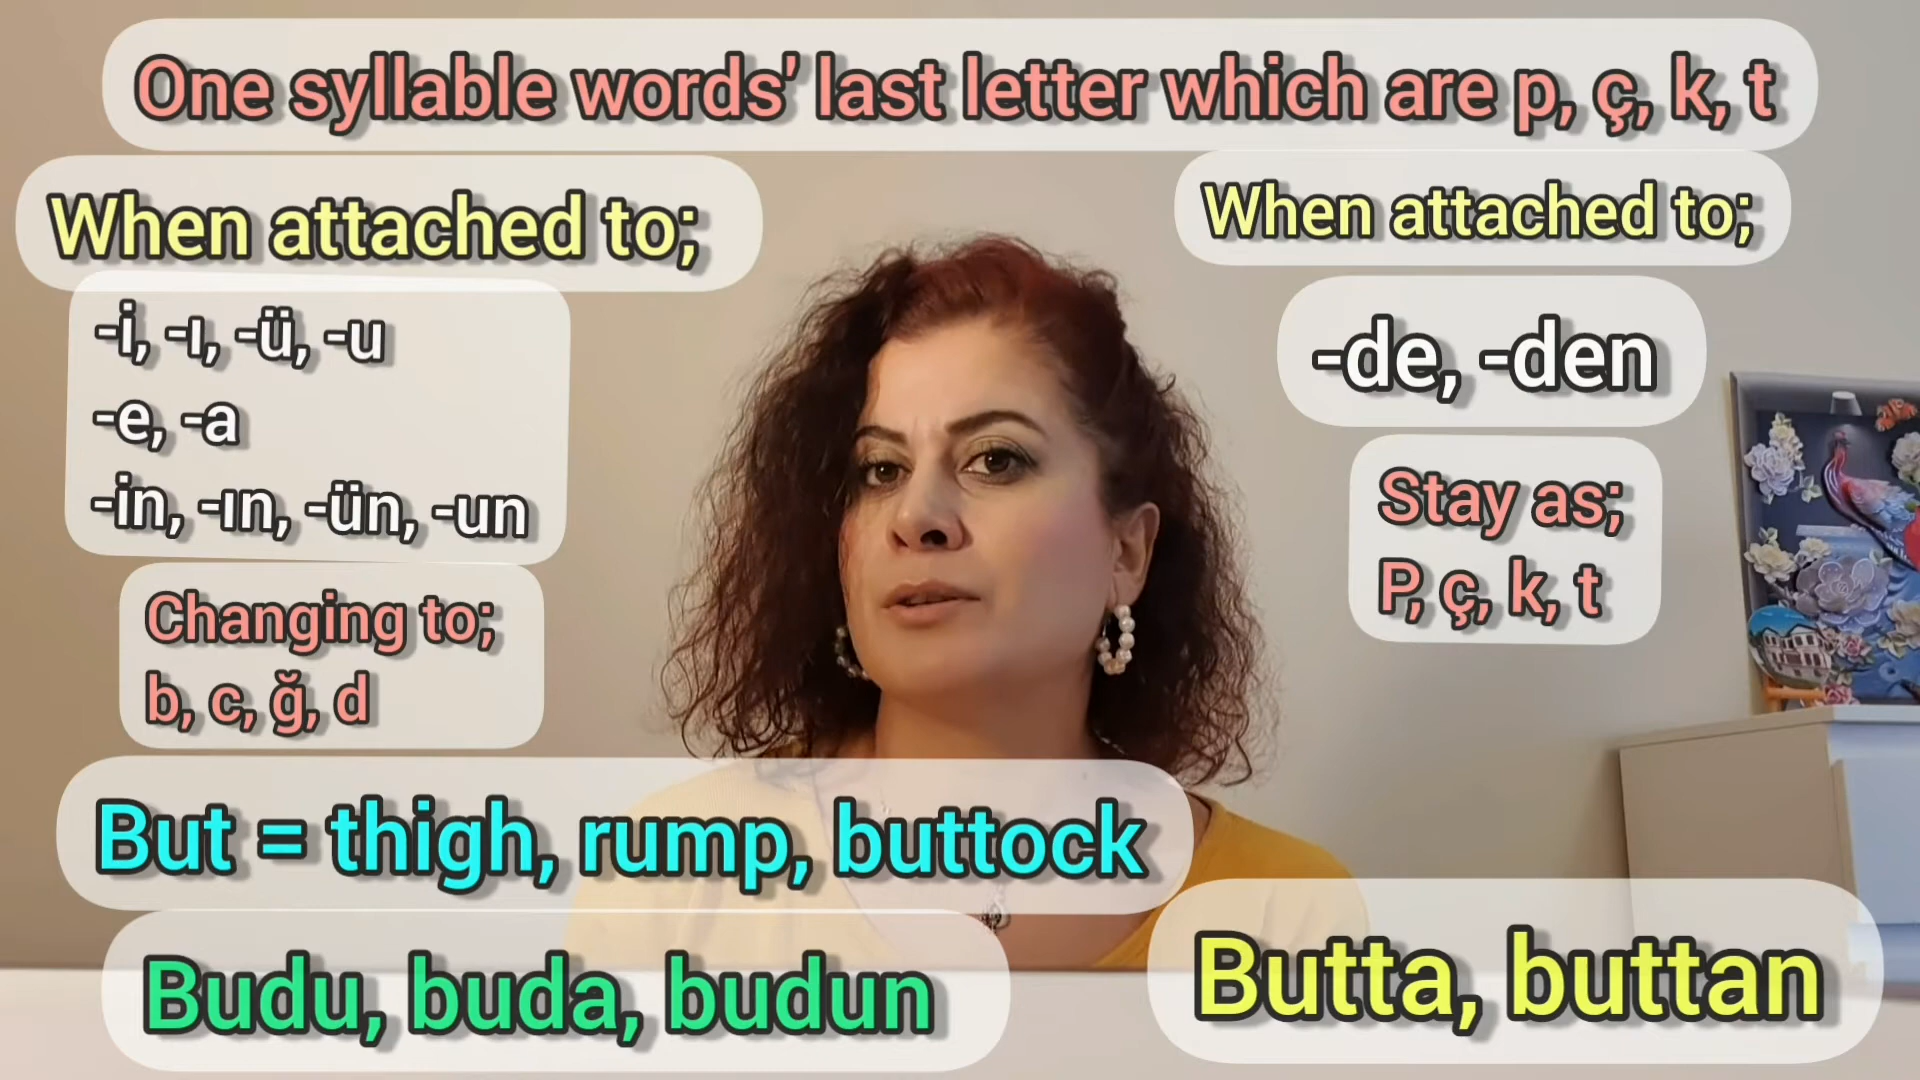 One syllable words' last letter which are p, ç, k, t
When attached to;
-i, -ı, -ü, -u
-e, -a
-in, -ın, -ün, -un
Changing to;
b, c, ğ, d
When attached to;
-de, -den
Stay as;
P, ç, k, t
But = thigh, rump, buttock
Budu, buda, budun
Butta, buttan